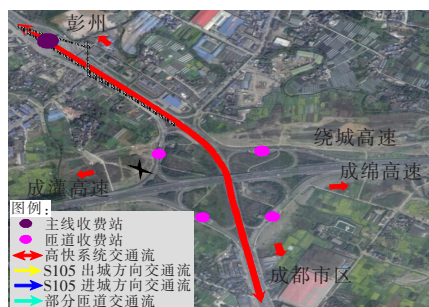 彭州
绕城高速
成绵高速
成灌高速
图例：
主线收费站
匝道收费站
高快系统交通流
S105 出城方向交通流
S105 进城方向交通流
部分匝道交通流
成都市区